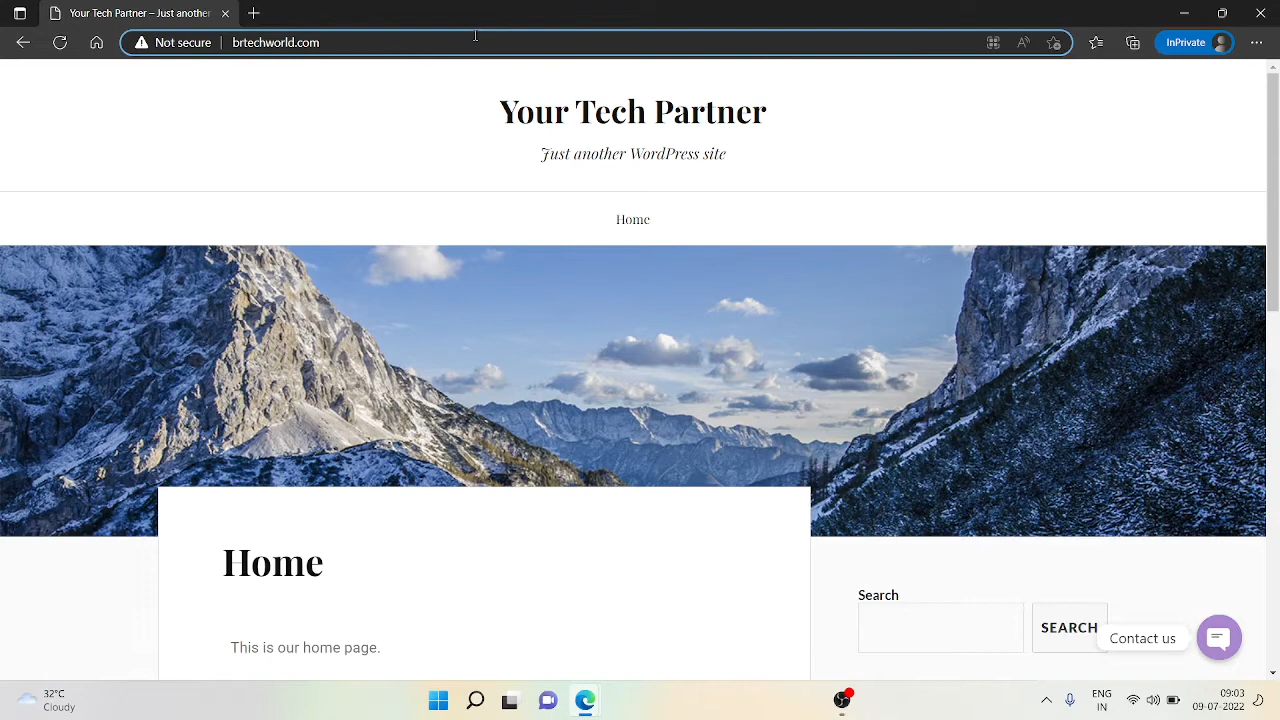 Your Tech Partner – Just another
Not secure
brtechworld.com
InPrivate
Your Tech Partner
Just another WordPress site
Home
Home
This is our home page.
Search
SEARCH
Contact us
32°C
Cloudy
ENG
IN
09:03
09-07-2022